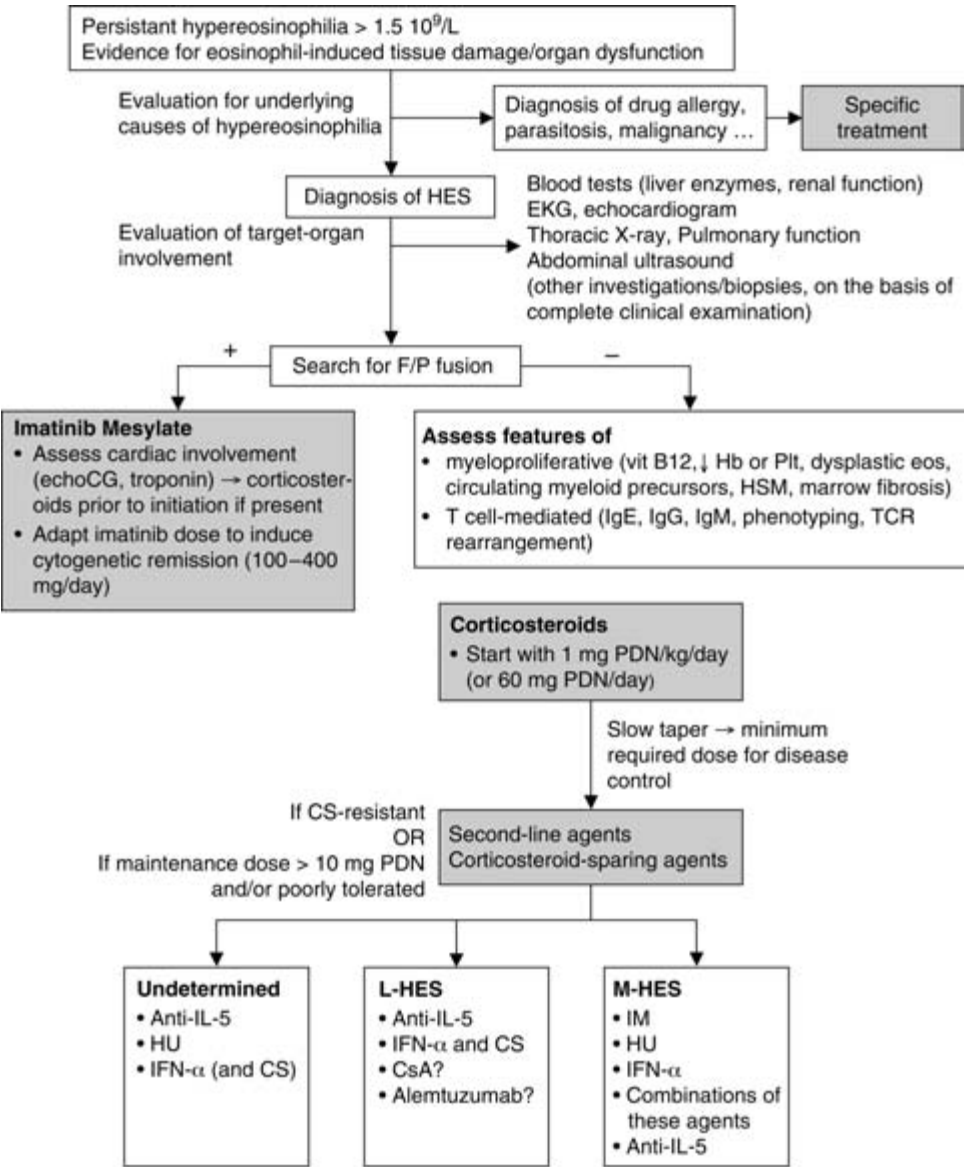 Persistant hypereosinophilia > 1.5 10⁹/L
Evidence for eosinophil-induced tissue damage/organ dysfunction
Evaluation for underlying
causes of hypereosinophilia
Diagnosis of drug allergy,
parasitosis, malignancy ...
Specific
treatment
Diagnosis of HES
Blood tests (liver enzymes, renal function)
EKG, echocardiogram
Thoracic X-ray, Pulmonary function
Abdominal ultrasound
(other investigations/biopsies, on the basis of
complete clinical examination)
Evaluation of target-organ
involvement
+
Search for F/P fusion
–
Imatinib Mesylate
• Assess cardiac involvement
(echoCG, troponin) → corticoster-
oids prior to initiation if present
• Adapt imatinib dose to induce
cytogenetic remission (100–400
mg/day)
Assess features of
• myeloproliferative (vit B12,↓ Hb or Plt, dysplastic eos,
circulating myeloid precursors, HSM, marrow fibrosis)
• T cell-mediated (IgE, IgG, IgM, phenotyping, TCR
rearrangement)
Corticosteroids
• Start with 1 mg PDN/kg/day
(or 60 mg PDN/day)
Slow taper → minimum
required dose for disease
control
If CS-resistant
OR
If maintenance dose > 10 mg PDN
and/or poorly tolerated
Second-line agents
Corticosteroid-sparing agents
Undetermined
• Anti-IL-5
• HU
• IFN-α (and CS)
L-HES
• Anti-IL-5
• IFN-α and CS
• CsA?
• Alemtuzumab?
M-HES
• IM
• HU
• IFN-α
• Combinations of
these agents
• Anti-IL-5